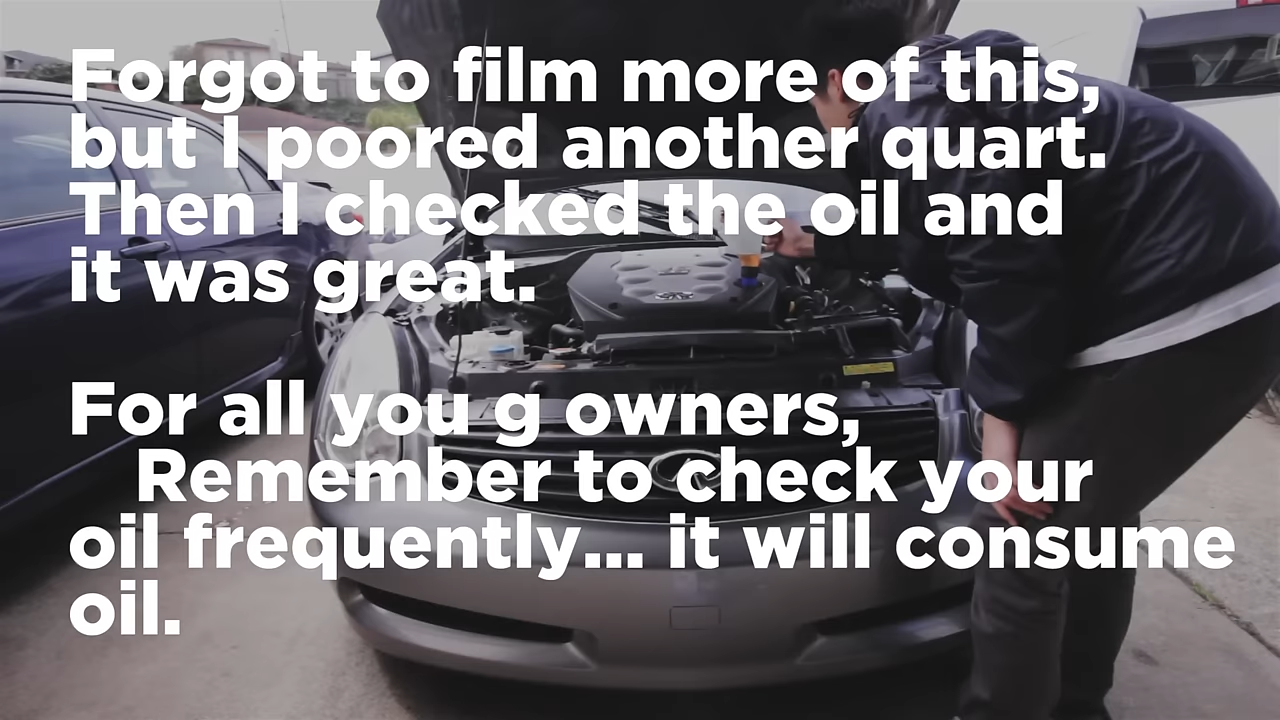 Forgot to film more of this,
but I poored another quart.
Then I checked the oil and
it was great.
For all you g owners,
Remember to check your
oil frequently... it will consume
oil.